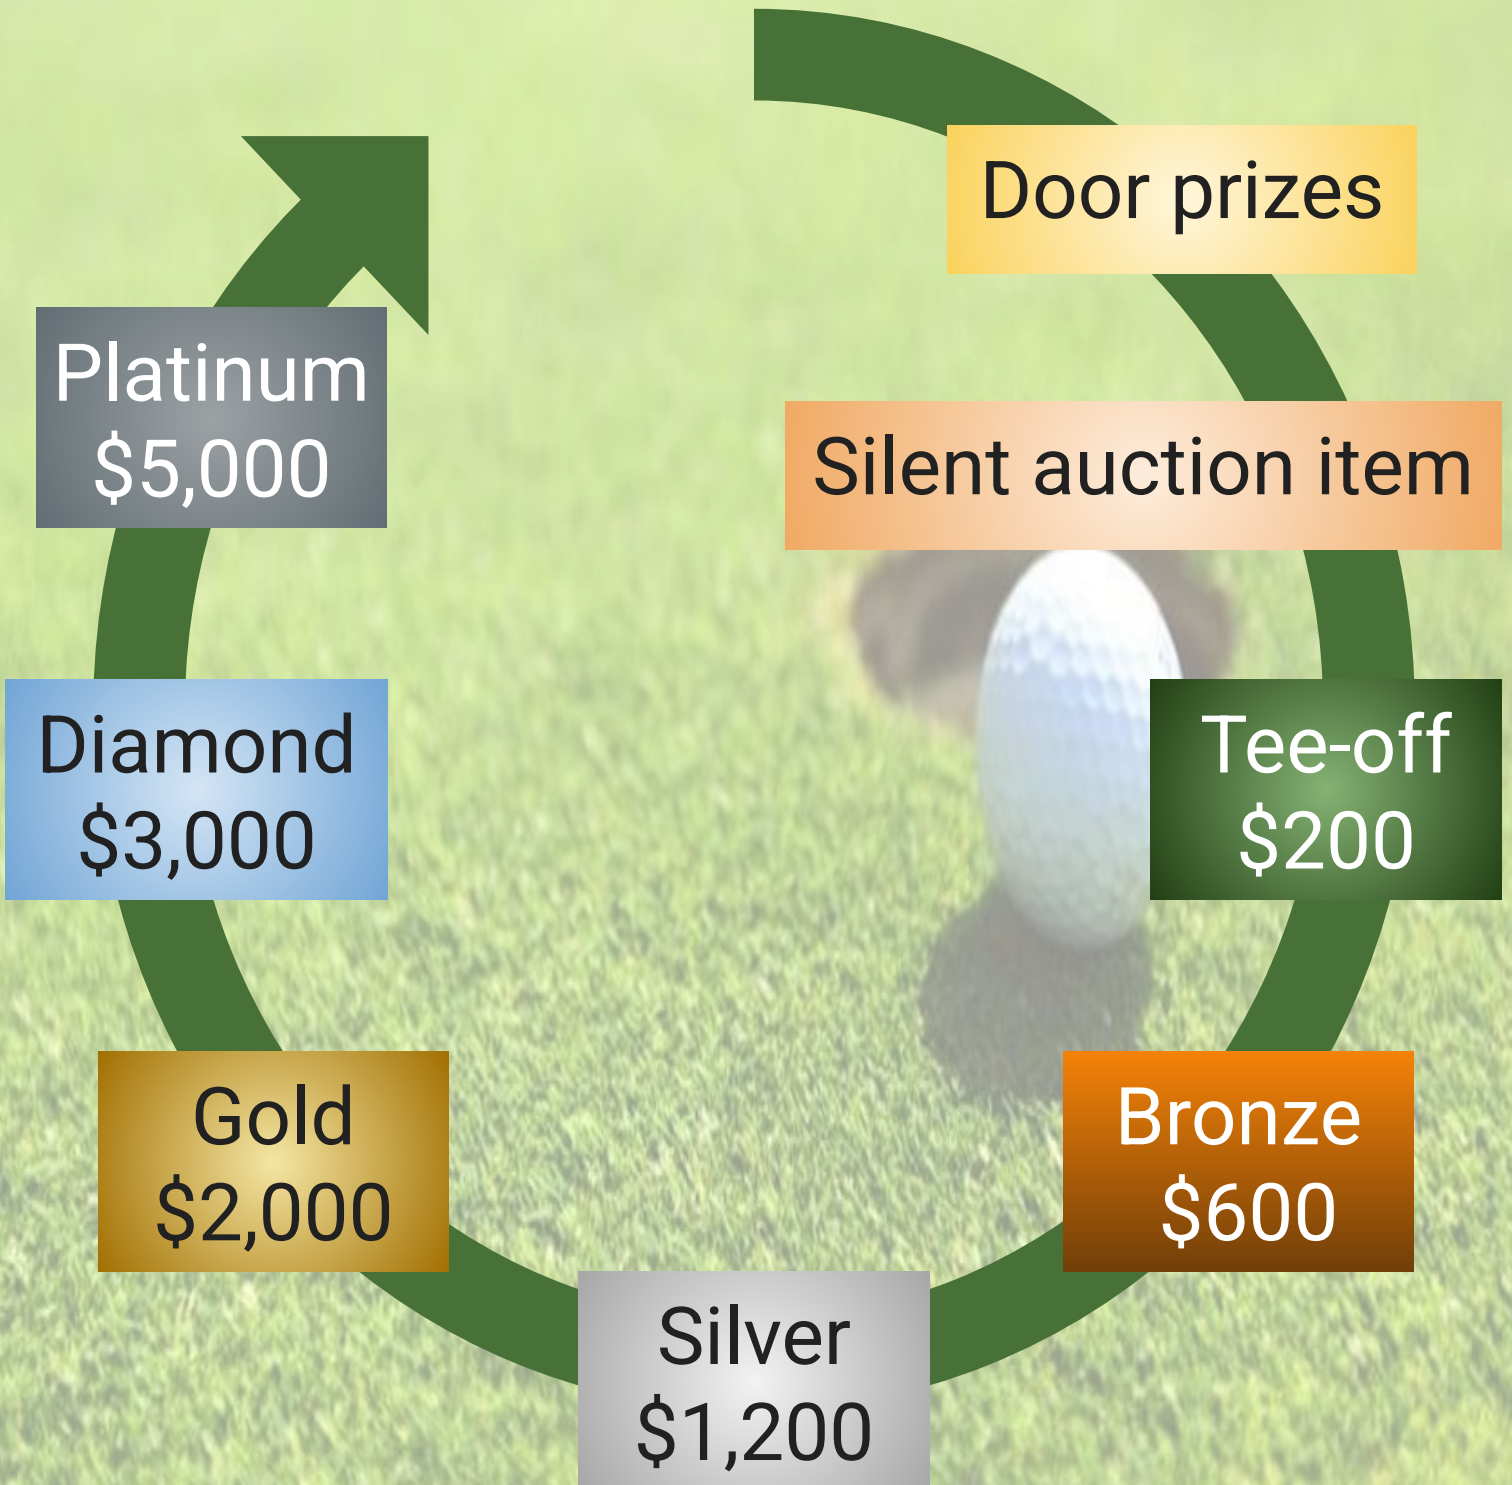 Door prizes
Silent auction item
Tee-off
$200
Bronze
$600
Silver
$1,200
Gold
$2,000
Diamond
$3,000
Platinum
$5,000